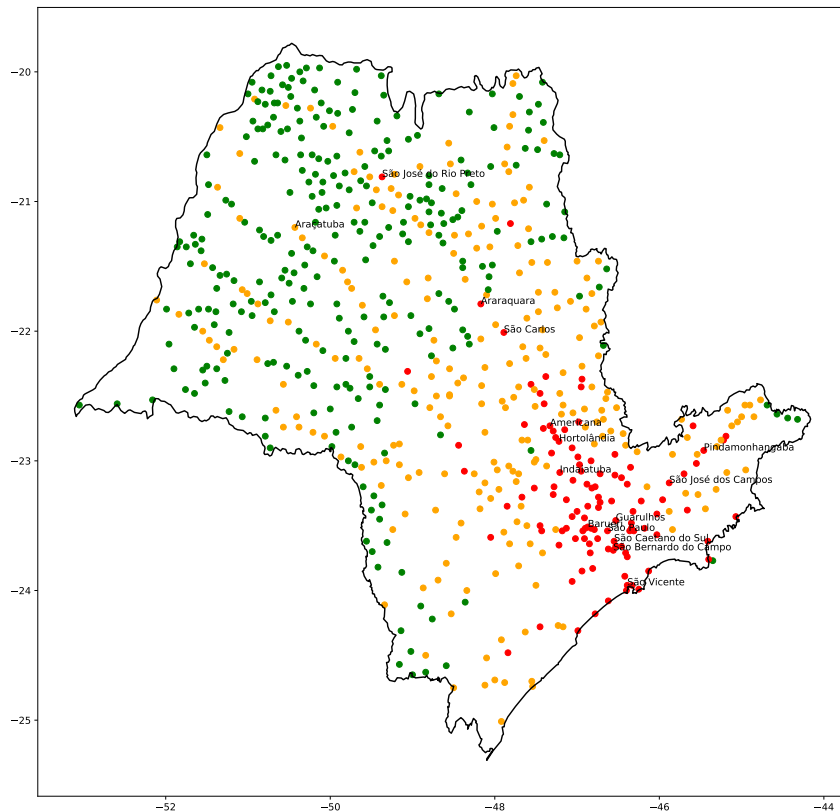 −20
−21
−22
−23
−24
−25
São José do Rio Preto
Araçatuba
Araraquara
São Carlos
Americana
Hortolândia
Pindamonhangaba
Indaiatuba
São José dos Campos
Guarulhos
Barueri
São Paulo
São Caetano do Sul
São Bernardo do Campo
São Vicente
−52
−50
−48
−46
−44